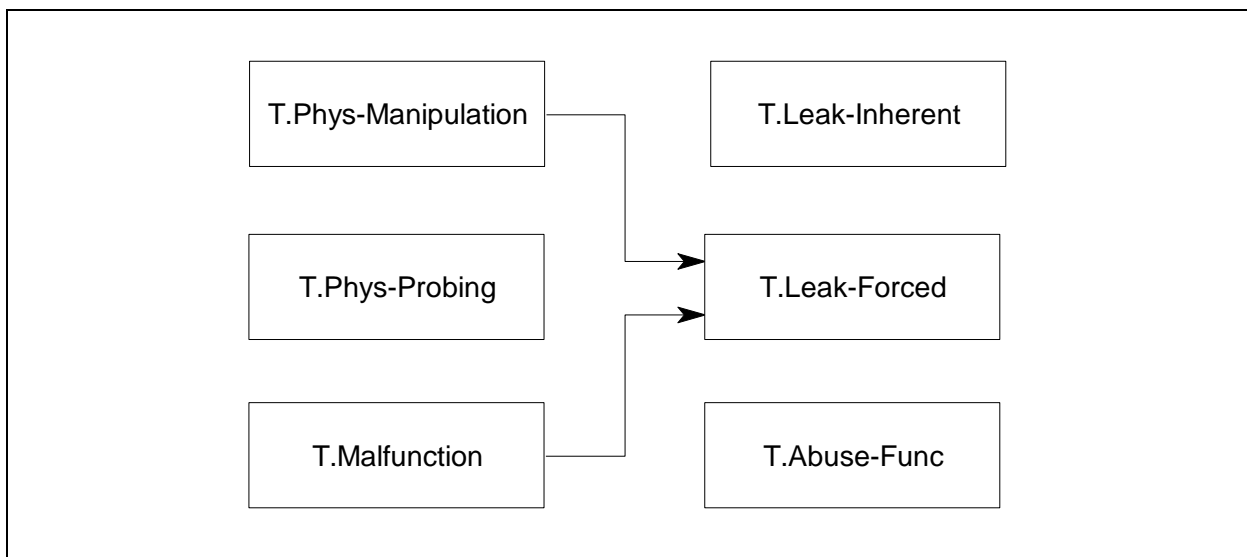 T.Phys-Manipulation
T.Leak-Inherent
T.Phys-Probing
T.Leak-Forced
T.Malfunction
T.Abuse-Func